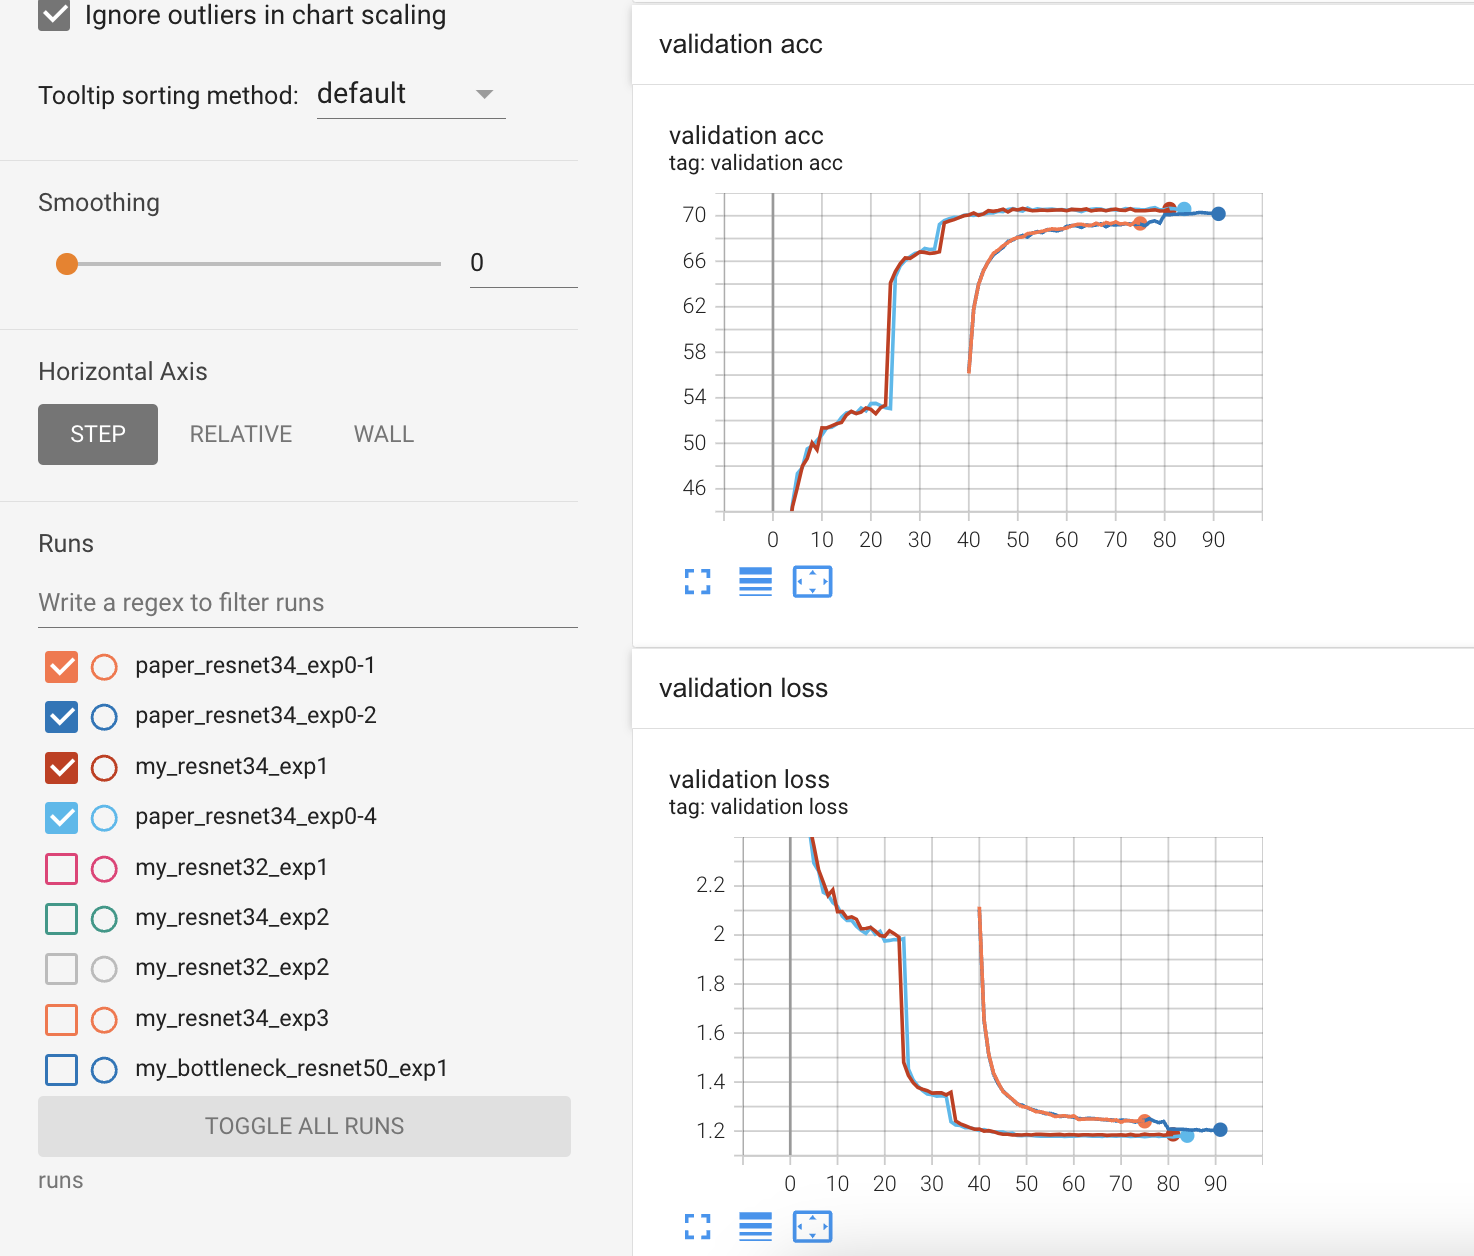 Ignore outliers in chart scaling
Tooltip sorting method: default
Smoothing
0
Horizontal Axis
STEP RELATIVE WALL
Runs
Write a regex to filter runs
paper_resnet34_exp0-1
paper_resnet34_exp0-2
my_resnet34_exp1
paper_resnet34_exp0-4
my_resnet32_exp1
my_resnet34_exp2
my_resnet32_exp2
my_resnet34_exp3
my_bottleneck_resnet50_exp1
TOGGLE ALL RUNS
runs
validation acc
validation acc
tag: validation acc
70
66
62
58
54
50
46
0 10 20 30 40 50 60 70 80 90
validation loss
validation loss
tag: validation loss
2.2
2
1.8
1.6
1.4
1.2
0 10 20 30 40 50 60 70 80 90